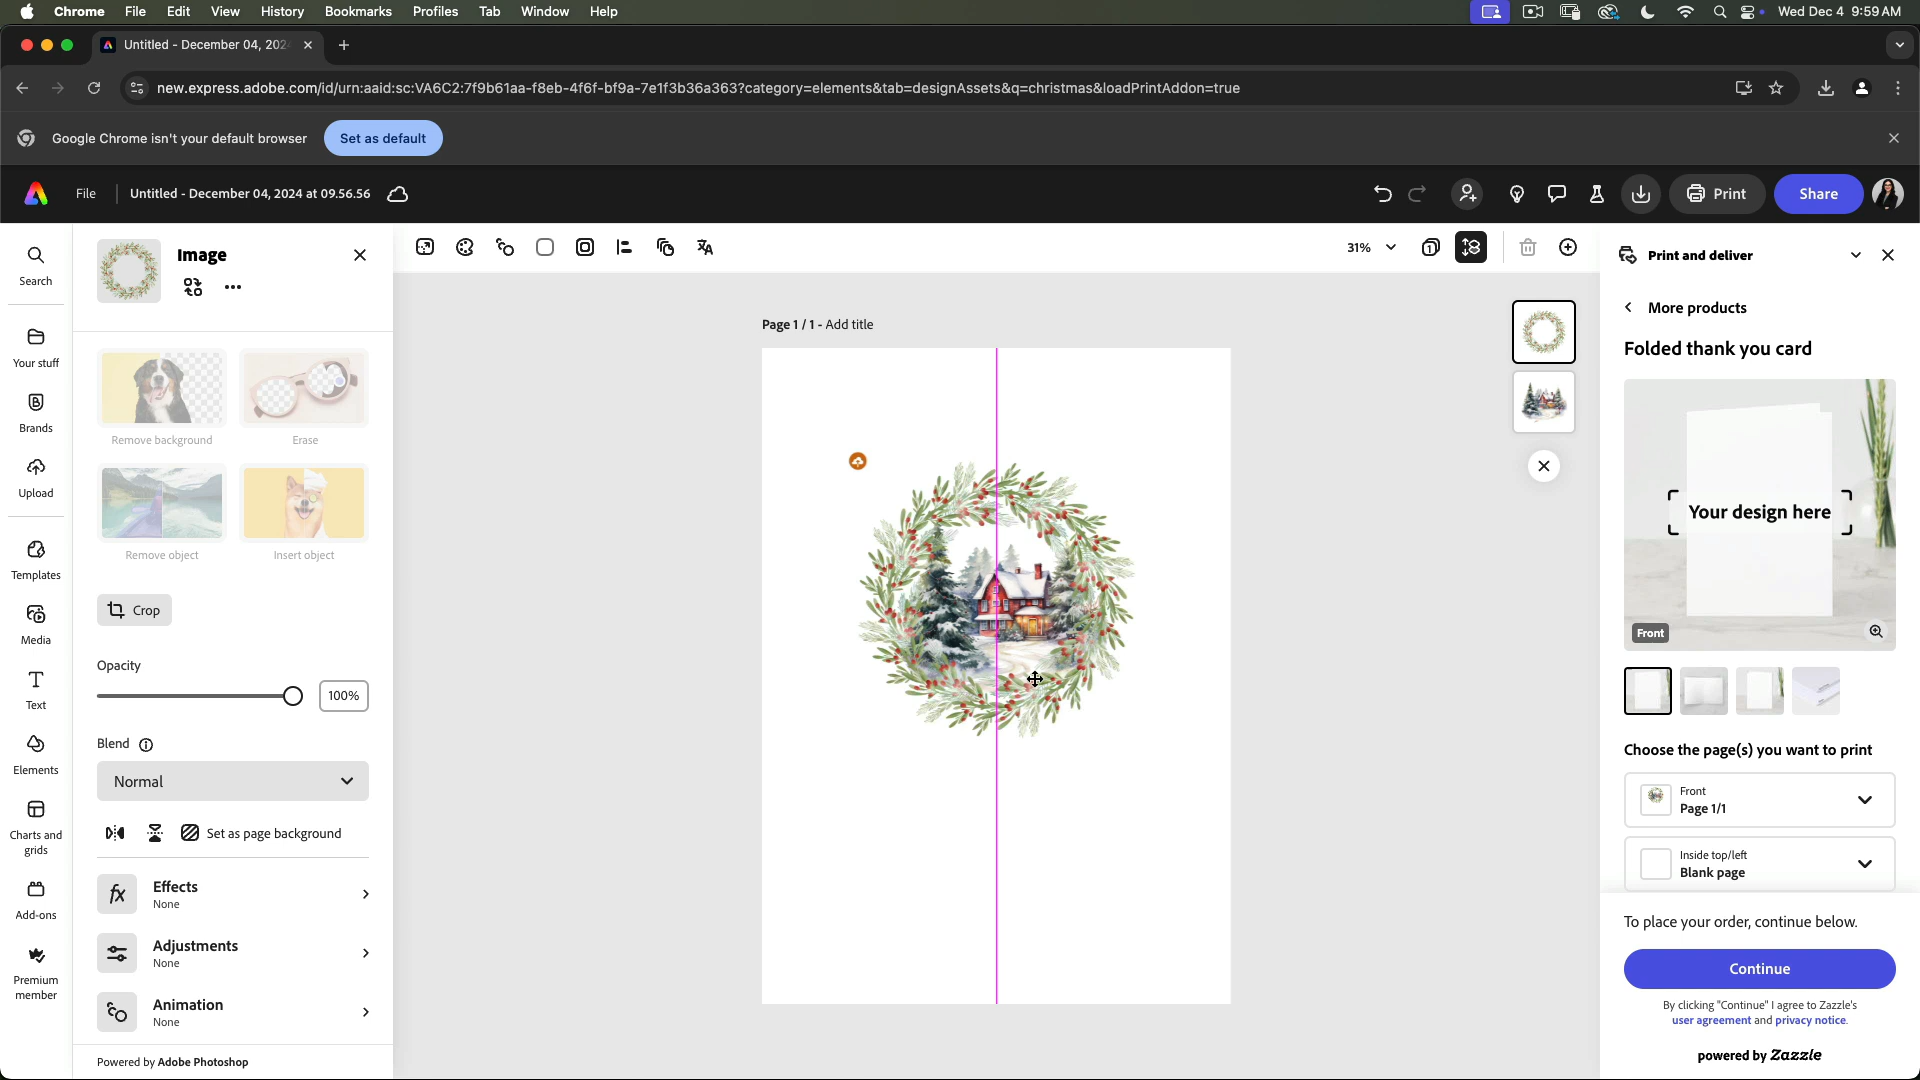 Chrome File Edit View History Bookmarks Profiles Tab Window Help
Wed Dec 4 9:59 AM
Untitled - December 04, 202
new.express.adobe.com/id/urn:aaid:sc:VA6C2:7f9b61aa-f8eb-4f6f-bf9a-7e1f3b36a363?category=elements&tab=designAssets&q=christmas&loadPrintAddon=true
Google Chrome isn't your default browser
Set as default
File
Untitled - December 04, 2024 at 09.56.56
Print
Share
Search
Your stuff
Brands
Upload
Templates
Media
Text
Elements
Charts and
grids
Add-ons
Premium
member
Image
Remove background
Erase
Remove object
Insert object
Crop
Opacity
100%
Blend
Normal
Set as page background
fx
Effects
None
Adjustments
None
Animation
None
Powered by Adobe Photoshop
31%
1
Page 1 / 1 - Add title
Print and deliver
More products
Folded thank you card
Your design here
Front
Choose the page(s) you want to print
Front
Page 1/1
Inside top/left
Blank page
To place your order, continue below.
Continue
By clicking "Continue" I agree to Zazzle's
user agreement and privacy notice.
powered by Zazzle